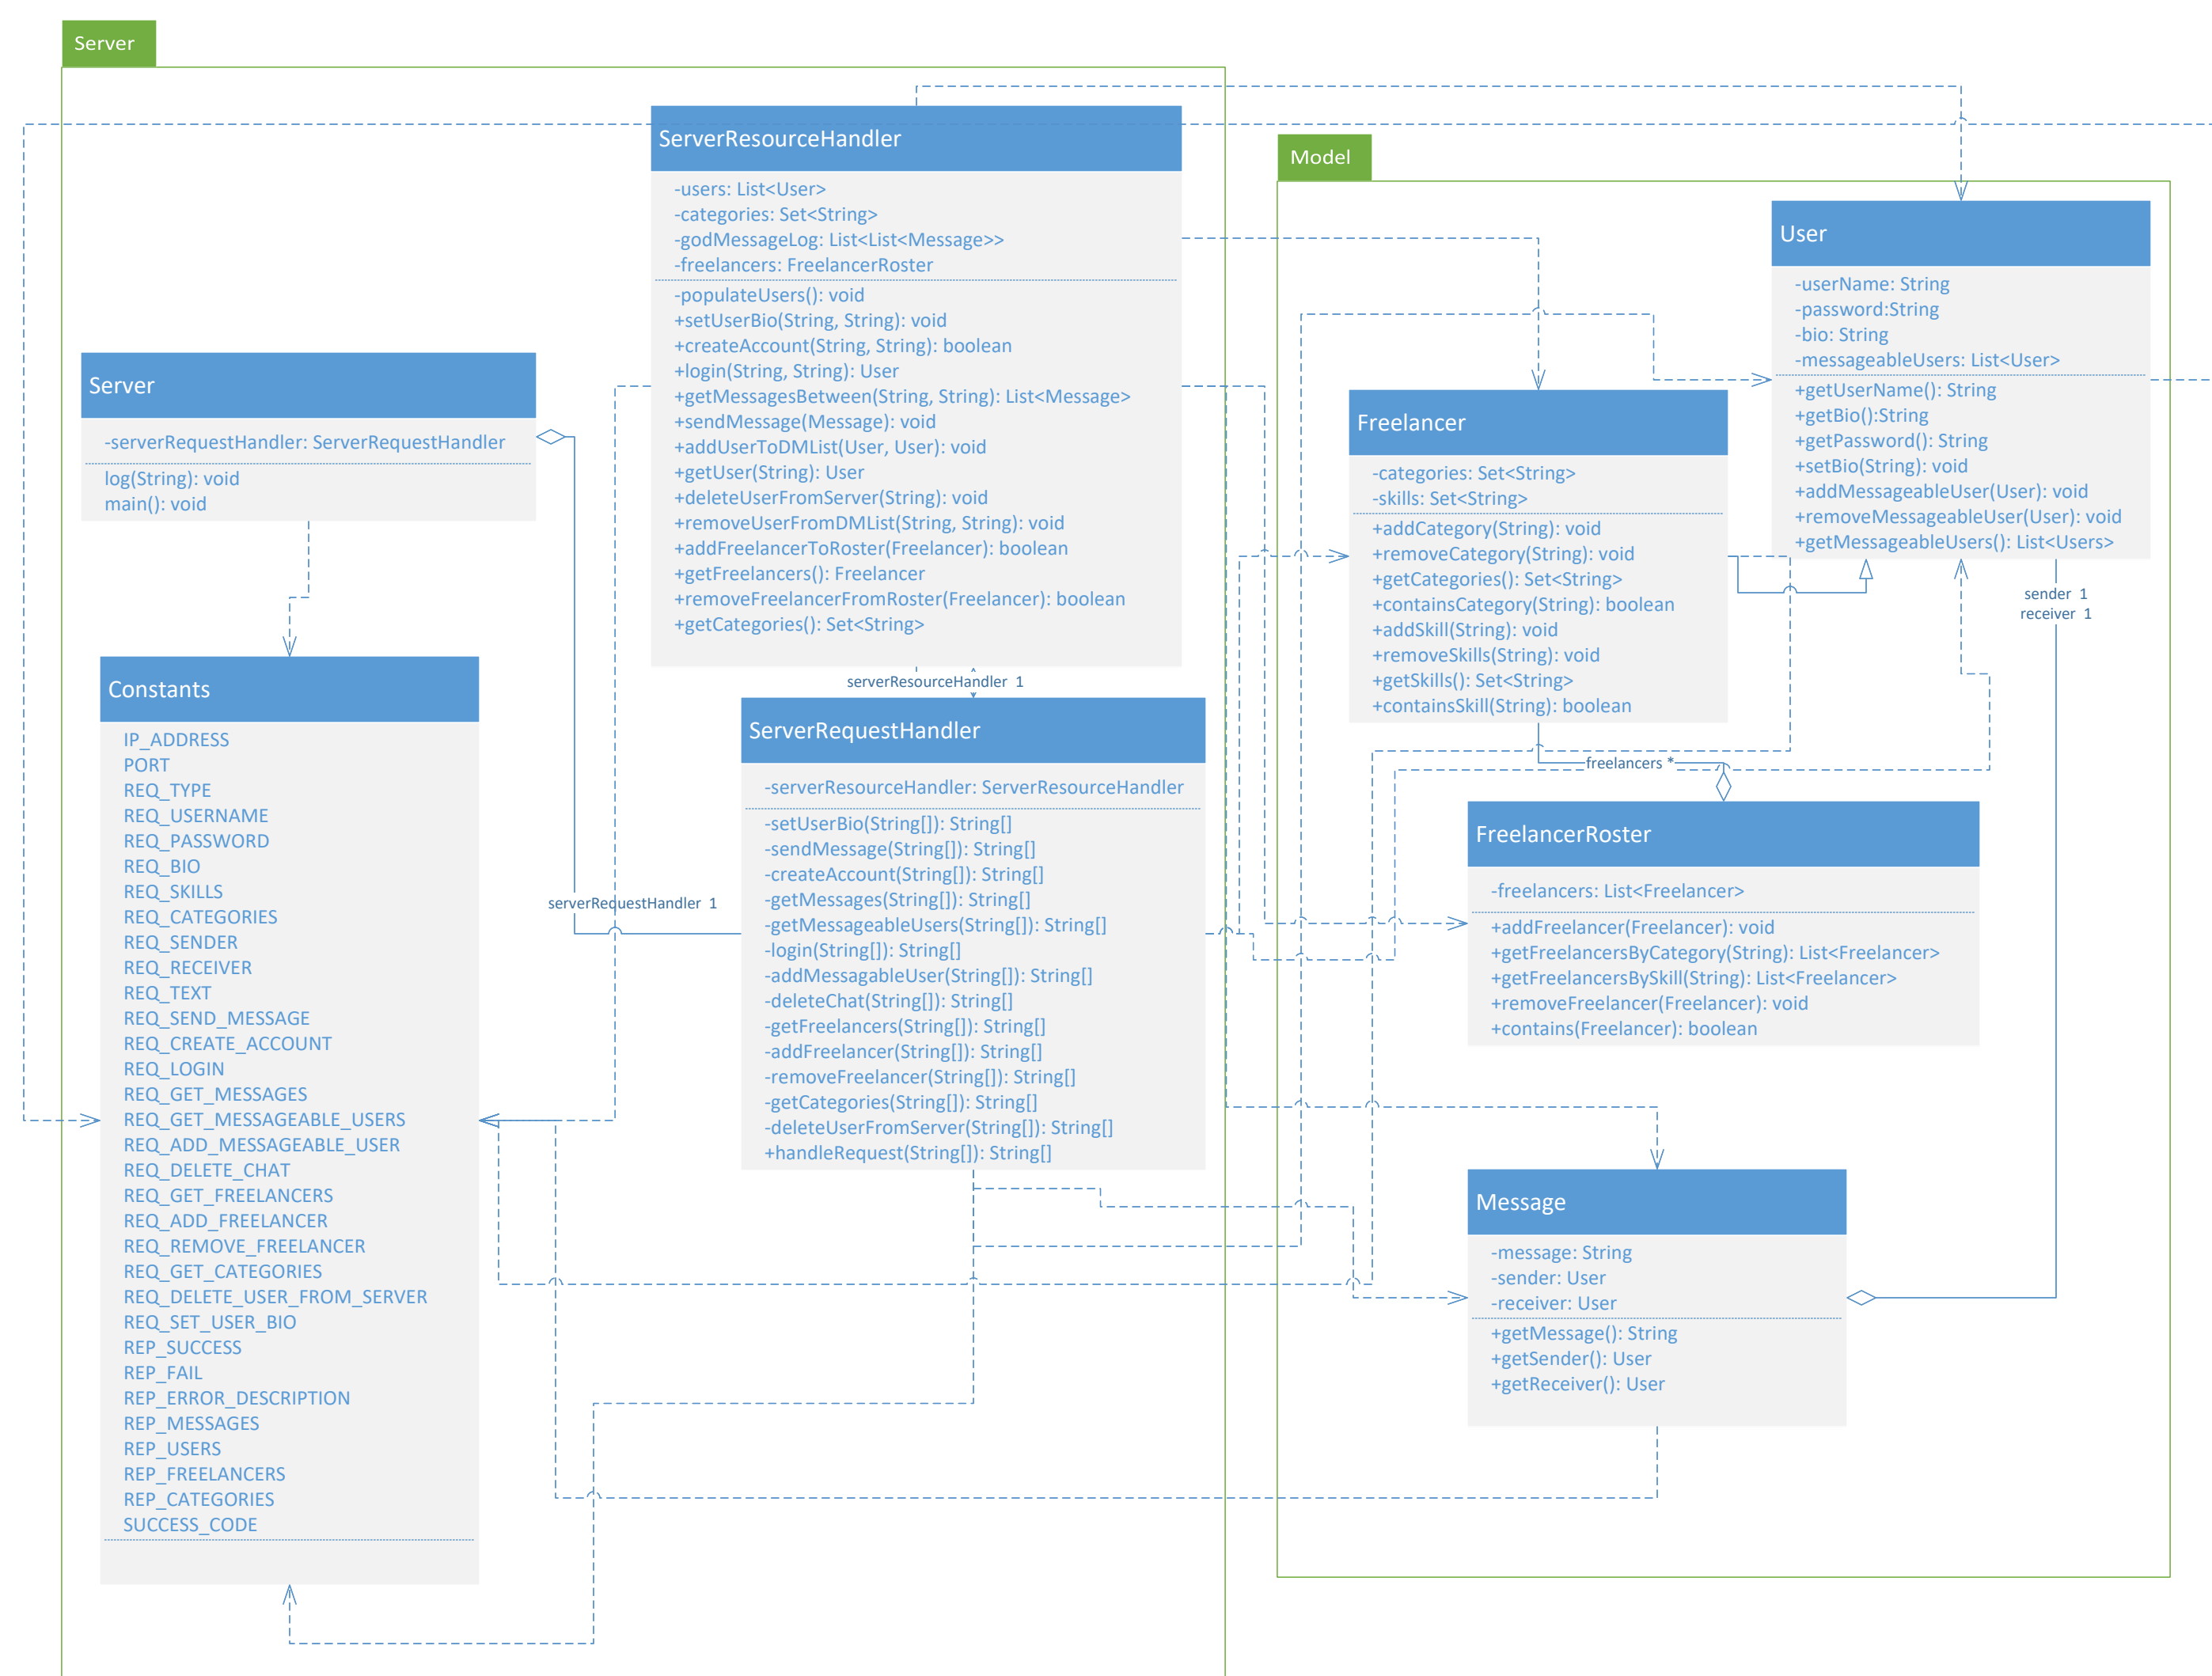 Server
ServerResourceHandler
-users: List<User>
-categories: Set<String>
-godMessageLog: List<List<Message>>
-freelancers: FreelancerRoster
-populateUsers(): void
+setUserBio(String, String): void
+createAccount(String, String): boolean
+login(String, String): User
+getMessagesBetween(String, String): List<Message>
+sendMessage(Message): void
+addUserToDMList(User, User): void
+getUser(String): User
+deleteUserFromServer(String): void
+removeUserFromDMList(String, String): void
+addFreelancerToRoster(Freelancer): boolean
+getFreelancers(): Freelancer
+removeFreelancerFromRoster(Freelancer): boolean
+getCategories(): Set<String>
serverResourceHandler 1
Server
-serverRequestHandler: ServerRequestHandler
log(String): void
main(): void
serverRequestHandler 1
Constants
IP_ADDRESS
PORT
REQ_TYPE
REQ_USERNAME
REQ_PASSWORD
REQ_BIO
REQ_SKILLS
REQ_CATEGORIES
REQ_SENDER
REQ_RECEIVER
REQ_TEXT
REQ_SEND_MESSAGE
REQ_CREATE_ACCOUNT
REQ_LOGIN
REQ_GET_MESSAGES
REQ_GET_MESSAGEABLE_USERS
REQ_ADD_MESSAGEABLE_USER
REQ_DELETE_CHAT
REQ_GET_FREELANCERS
REQ_ADD_FREELANCER
REQ_REMOVE_FREELANCER
REQ_GET_CATEGORIES
REQ_DELETE_USER_FROM_SERVER
REQ_SET_USER_BIO
REP_SUCCESS
REP_FAIL
REP_ERROR_DESCRIPTION
REP_MESSAGES
REP_USERS
REP_FREELANCERS
REP_CATEGORIES
SUCCESS_CODE
ServerRequestHandler
-serverResourceHandler: ServerResourceHandler
-setUserBio(String[]): String[]
-sendMessage(String[]): String[]
-createAccount(String[]): String[]
-getMessages(String[]): String[]
-getMessageableUsers(String[]): String[]
-login(String[]): String[]
-addMessagableUser(String[]): String[]
-deleteChat(String[]): String[]
-getFreelancers(String[]): String[]
-addFreelancer(String[]): String[]
-removeFreelancer(String[]): String[]
-getCategories(String[]): String[]
-deleteUserFromServer(String[]): String[]
+handleRequest(String[]): String[]
Model
User
-userName: String
-password:String
-bio: String
-messageableUsers: List<User>
+getUserName(): String
+getBio():String
+getPassword(): String
+setBio(String): void
+addMessageableUser(User): void
+removeMessageableUser(User): void
+getMessageableUsers(): List<Users>
sender 1
receiver 1
Freelancer
-categories: Set<String>
-skills: Set<String>
+addCategory(String): void
+removeCategory(String): void
+getCategories(): Set<String>
+containsCategory(String): boolean
+addSkill(String): void
+removeSkills(String): void
+getSkills(): Set<String>
+containsSkill(String): boolean
freelancers *
FreelancerRoster
-freelancers: List<Freelancer>
+addFreelancer(Freelancer): void
+getFreelancersByCategory(String): List<Freelancer>
+getFreelancersBySkill(String): List<Freelancer>
+removeFreelancer(Freelancer): void
+contains(Freelancer): boolean
Message
-message: String
-sender: User
-receiver: User
+getMessage(): String
+getSender(): User
+getReceiver(): User